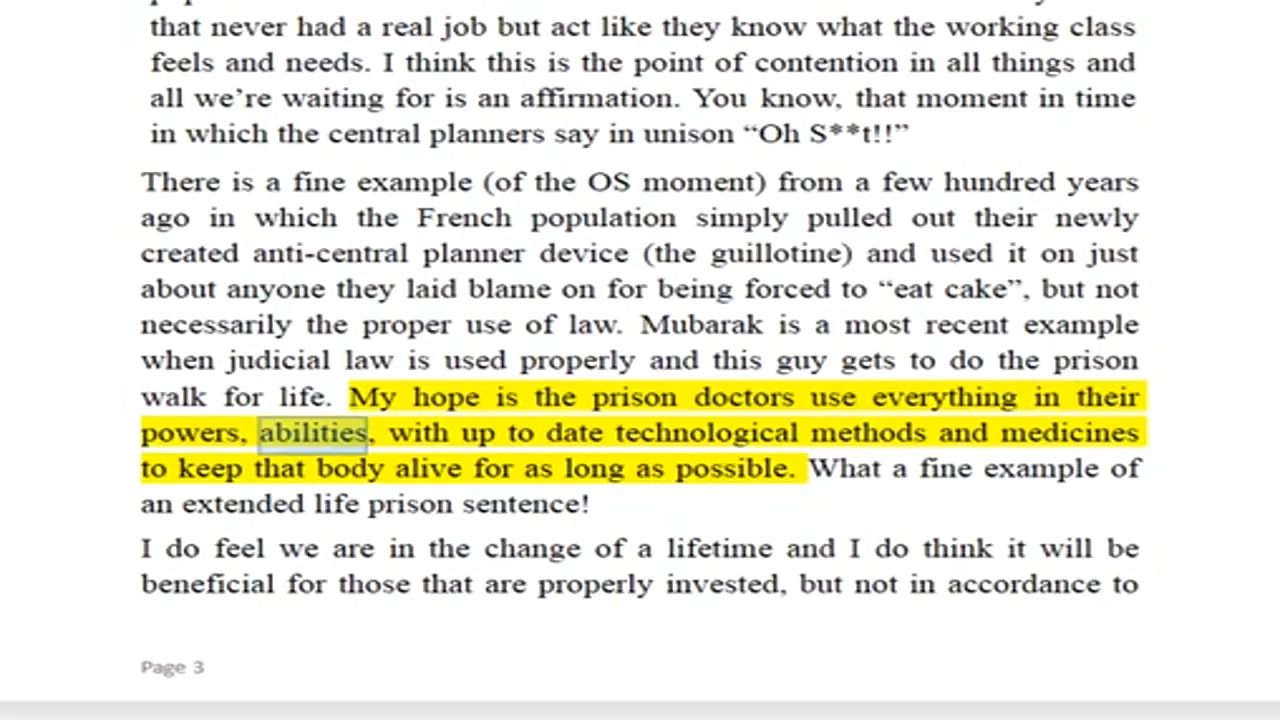 that never had a real job but act like they know what the working class
feels and needs. I think this is the point of contention in all things and
all we’re waiting for is an affirmation. You know, that moment in time
in which the central planners say in unison “Oh S**t!!”
There is a fine example (of the OS moment) from a few hundred years
ago in which the French population simply pulled out their newly
created anti-central planner device (the guillotine) and used it on just
about anyone they laid blame on for being forced to “eat cake”, but not
necessarily the proper use of law. Mubarak is a most recent example
when judicial law is used properly and this guy gets to do the prison
walk for life. My hope is the prison doctors use everything in their
powers, abilities, with up to date technological methods and medicines
to keep that body alive for as long as possible. What a fine example of
an extended life prison sentence!
I do feel we are in the change of a lifetime and I do think it will be
beneficial for those that are properly invested, but not in accordance to
Page 3